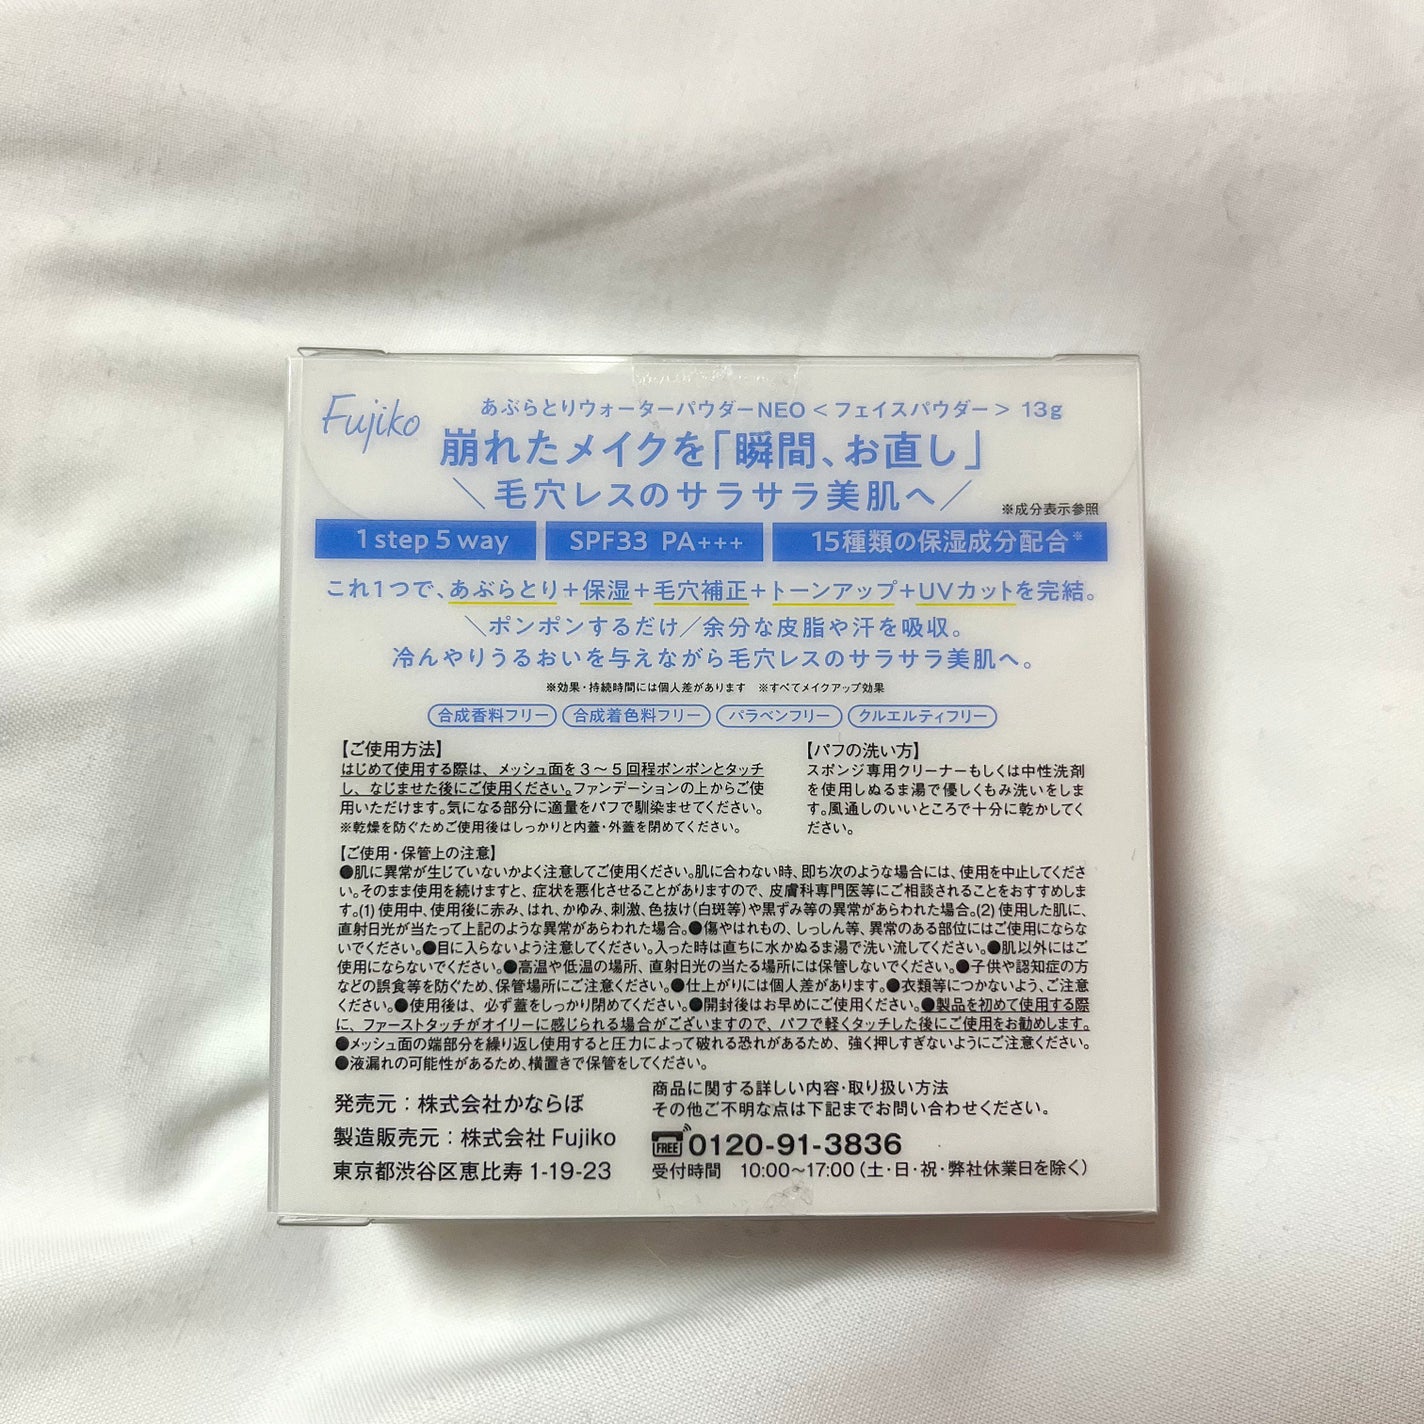 Fujiko
あぶらとりウォーターパウダーNEO＜フェイスパウダー＞ 13g
崩れたメイクを「瞬間、お直し」
＼毛穴レスのサラサラ美肌へ／
※成分表示参照
1 step 5 way
SPF33 PA+++
15種類の保湿成分配合※
これ1つで、あぶらとり+保湿+毛穴補正+トーンアップ+UVカットを完結。
＼ポンポンするだけ／余分な皮脂や汗を吸収。
冷んやりうるおいを与えながら毛穴レスのサラサラ美肌へ。
※効果・持続時間には個人差があります ※すべてメイクアップ効果
合成香料フリー 合成着色料フリー パラベンフリー クルエルティフリー
【ご使用方法】
はじめて使用する際は、メッシュ面を3～5回程ポンポンとタッチ
し、なじませた後にご使用ください。ファンデーションの上からご使
用いただけます。気になる部分に適量をパフで馴染ませてください。
※乾燥を防ぐためご使用後はしっかりと内蓋・外蓋を閉めてください。
【パフの洗い方】
スポンジ専用クリーナーもしくは中性洗剤
を使用しぬるま湯で優しくもみ洗いをしま
す。風通しのいいところで十分に乾かしてく
ださい。
【ご使用・保管上の注意】
●肌に異常が生じていないかよく注意してご使用ください。肌に合わない時、即ち次のような場合には、使用を中止してくださ
い。そのまま使用を続けますと、症状を悪化させることがありますので、皮膚科専門医等にご相談されることをおすすめしま
す。(1) 使用中、使用後に赤み、はれ、かゆみ、刺激、色抜け（白斑等）や黒ずみ等の異常があらわれた場合。(2) 使用した肌に、
直射日光が当たって上記のような異常があらわれた場合。●傷やはれもの、しっしん等、異常のある部位にはご使用にならな
いでください。●目に入らないよう注意してください。入った時は直ちに水かぬるま湯で洗い流してください。●肌以外にはご
使用にならないでください。●高温や低温の場所、直射日光の当たる場所には保管しないでください。●子供や認知症の方
などの誤食等を防ぐため、保管場所にご注意ください。●仕上がりには個人差があります。●衣類等につかないよう、ご注意
ください。●使用後は、必ず蓋をしっかり閉めてください。●開封後はお早めにご使用ください。●製品を初めて使用する際
に、ファーストタッチがオイリーに感じられる場合がございますので、パフで軽くタッチした後にご使用をお勧めします。
●メッシュ面の端部分を繰り返し使用すると圧力によって破れる恐れがあるため、強く押しすぎないようにご注意ください。
●液漏れの可能性があるため、横置きで保管をしてください。
発売元：株式会社かならぼ
製造販売元：株式会社 Fujiko
東京都渋谷区恵比寿 1-19-23
商品に関する詳しい内容・取り扱い方法
その他ご不明な点は下記までお問い合わせください。
FREE 0120-91-3836
受付時間 10:00～17:00（土・日・祝・弊社休業日を除く）